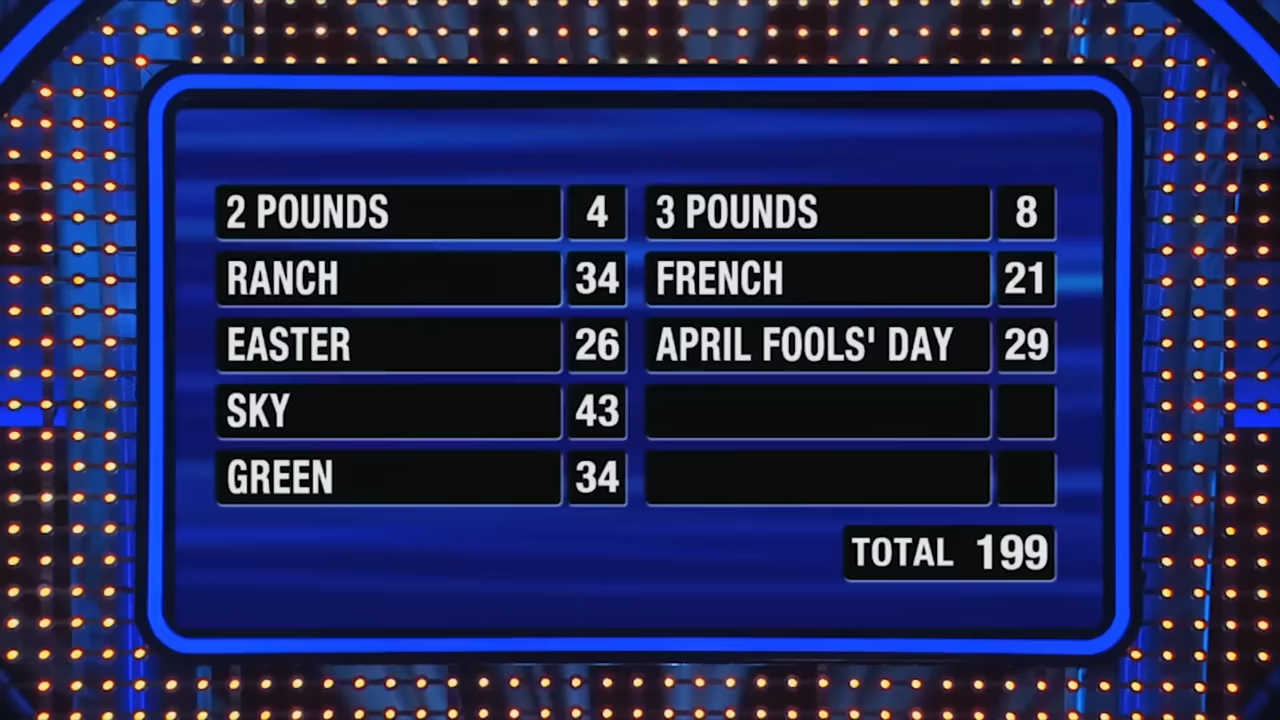 2 POUNDS 4 3 POUNDS 8
RANCH 34 FRENCH 21
EASTER 26 APRIL FOOLS' DAY 29
SKY 43
GREEN 34
TOTAL 199